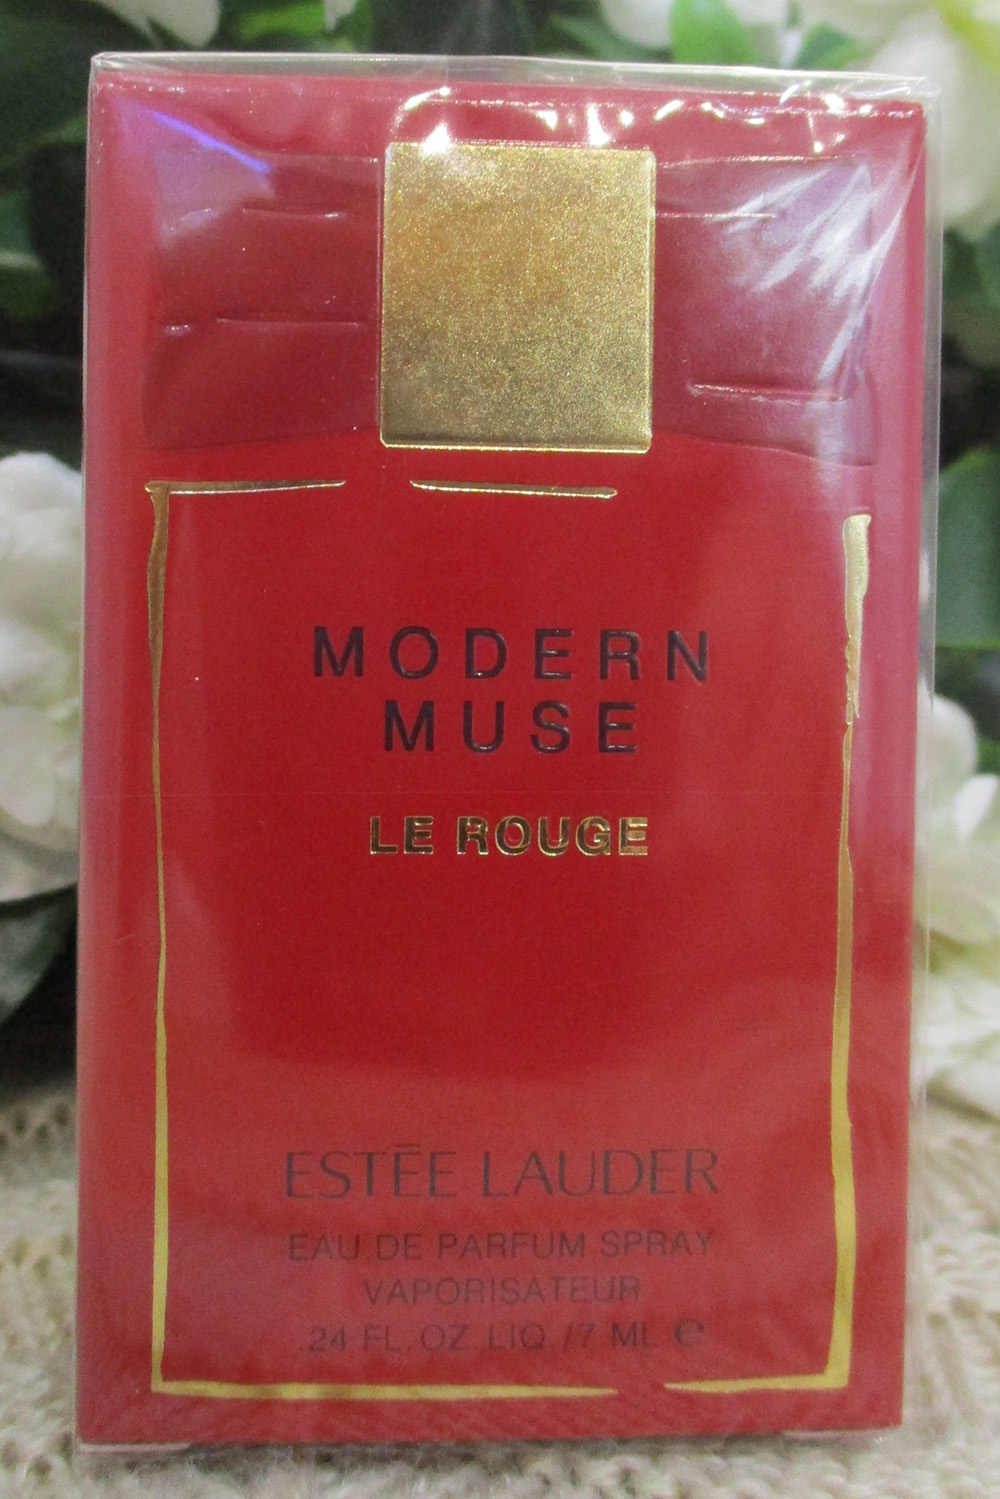 MODERN
MUSE
LE ROUGE
ESTĒE LAUDER
EAU DE PARFUM SPRAY
VAPORISATEUR
.24 FL. OZ. LIQ./7 ML ℮